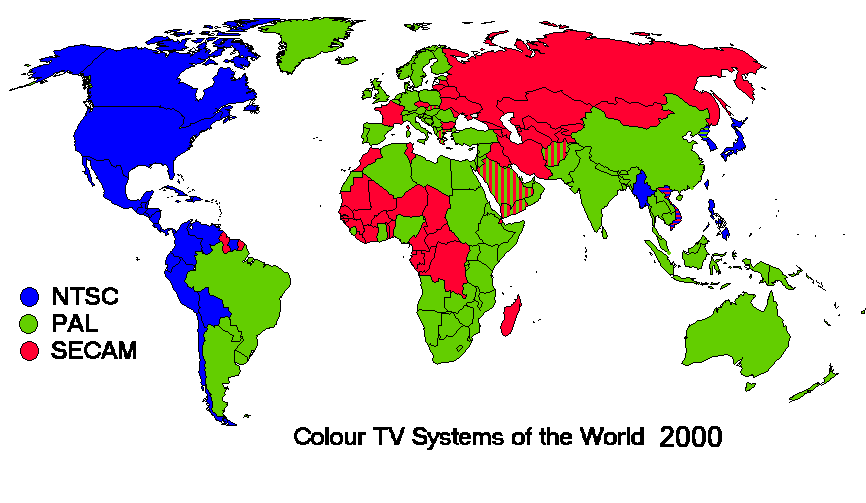 NTSC
PAL
SECAM
Colour TV Systems of the World 2000